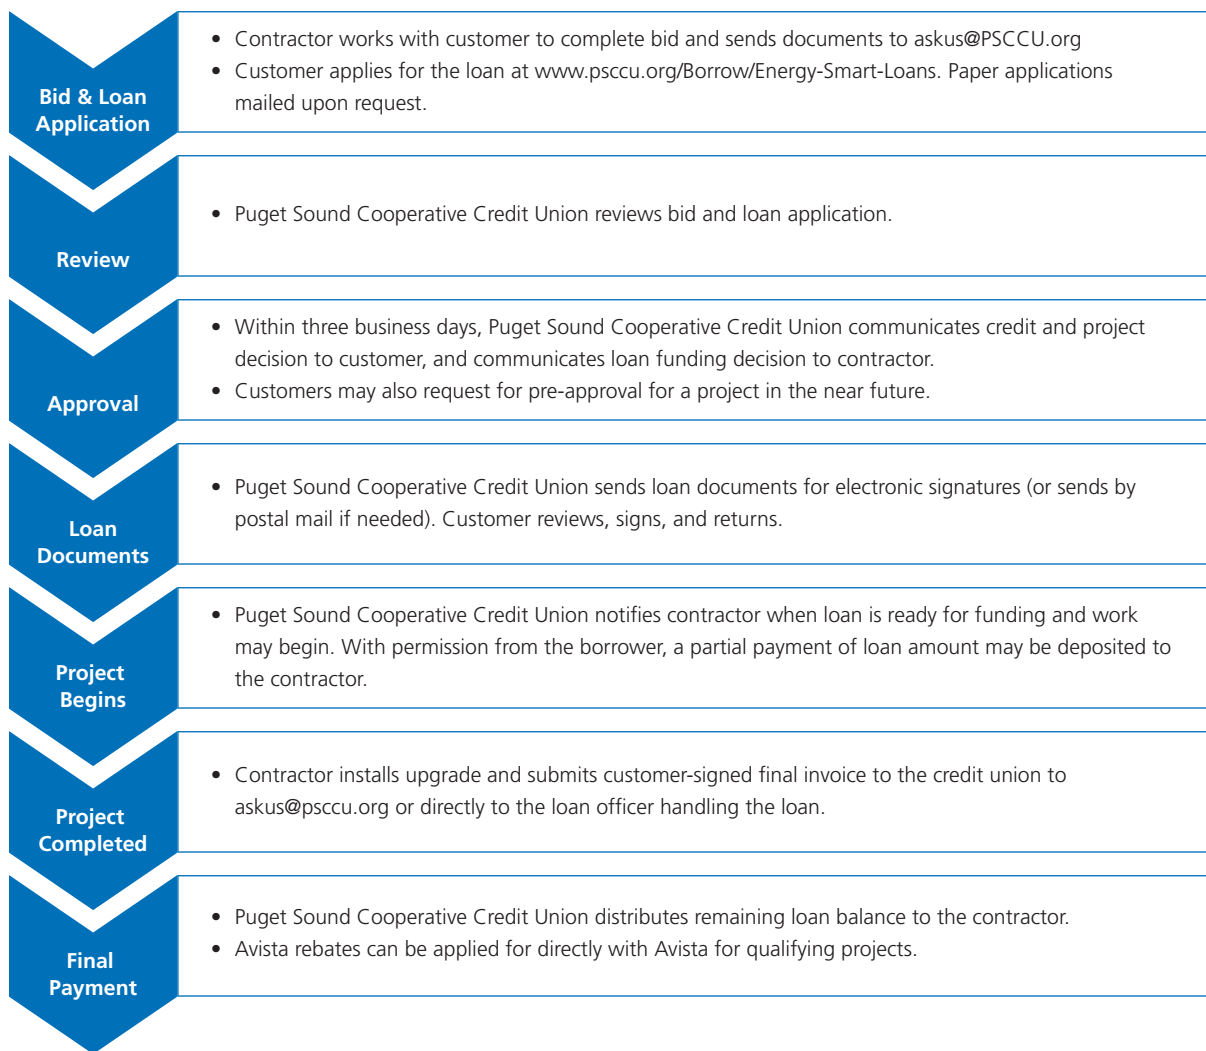 Bid & Loan
Application
• Contractor works with customer to complete bid and sends documents to askus@PSCCU.org
• Customer applies for the loan at www.psccu.org/Borrow/Energy-Smart-Loans. Paper applications
mailed upon request.
Review
• Puget Sound Cooperative Credit Union reviews bid and loan application.
Approval
• Within three business days, Puget Sound Cooperative Credit Union communicates credit and project
decision to customer, and communicates loan funding decision to contractor.
• Customers may also request for pre-approval for a project in the near future.
Loan
Documents
• Puget Sound Cooperative Credit Union sends loan documents for electronic signatures (or sends by
postal mail if needed). Customer reviews, signs, and returns.
Project
Begins
• Puget Sound Cooperative Credit Union notifies contractor when loan is ready for funding and work
may begin. With permission from the borrower, a partial payment of loan amount may be deposited to
the contractor.
Project
Completed
• Contractor installs upgrade and submits customer-signed final invoice to the credit union to
askus@psccu.org or directly to the loan officer handling the loan.
Final
Payment
• Puget Sound Cooperative Credit Union distributes remaining loan balance to the contractor.
• Avista rebates can be applied for directly with Avista for qualifying projects.